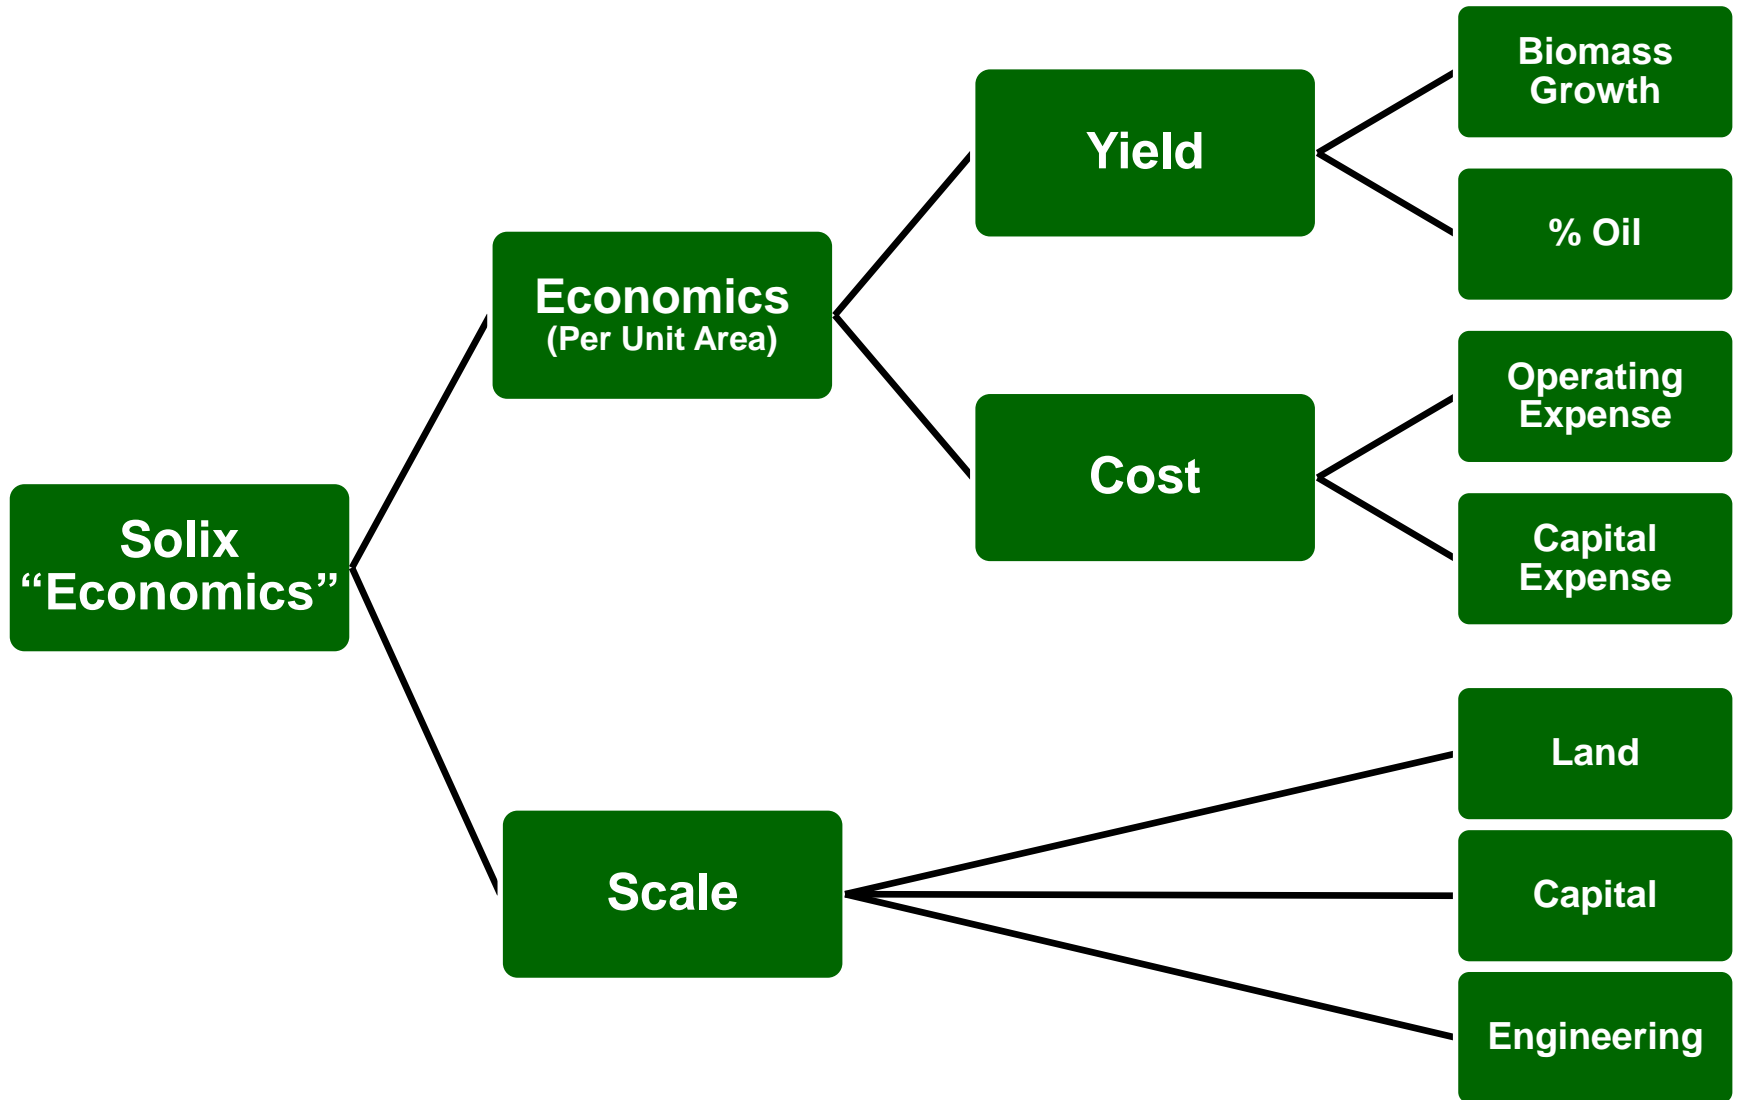 Solix
“Economics”
Economics
(Per Unit Area)
Scale
Yield
Cost
Biomass
Growth
% Oil
Operating
Expense
Capital
Expense
Land
Capital
Engineering